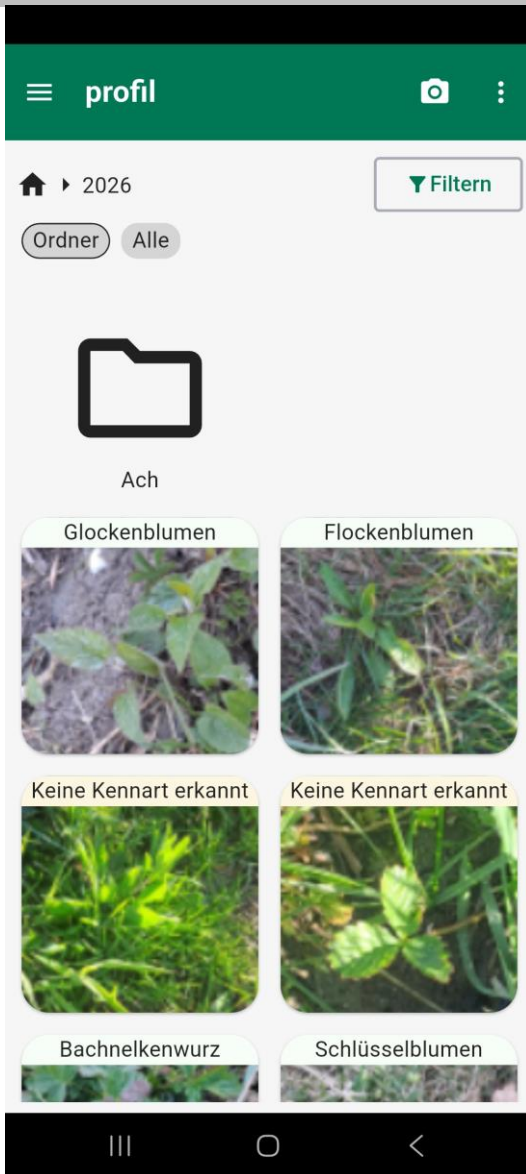 profil
2026
Filtern
Ordner
Alle
Ach
Glockenblumen
Flockenblumen
Keine Kennart erkannt
Keine Kennart erkannt
Bachnelkenwurz
Schlüsselblumen